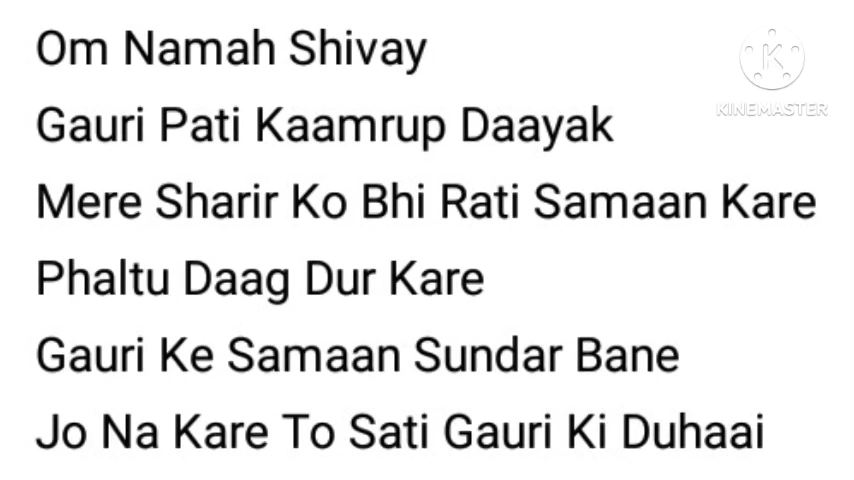 Om Namah Shivay
Gauri Pati Kaamrup Daayak
Mere Sharir Ko Bhi Rati Samaan Kare
Phaltu Daag Dur Kare
Gauri Ke Samaan Sundar Bane
Jo Na Kare To Sati Gauri Ki Duhaai
K
KINEMASTER